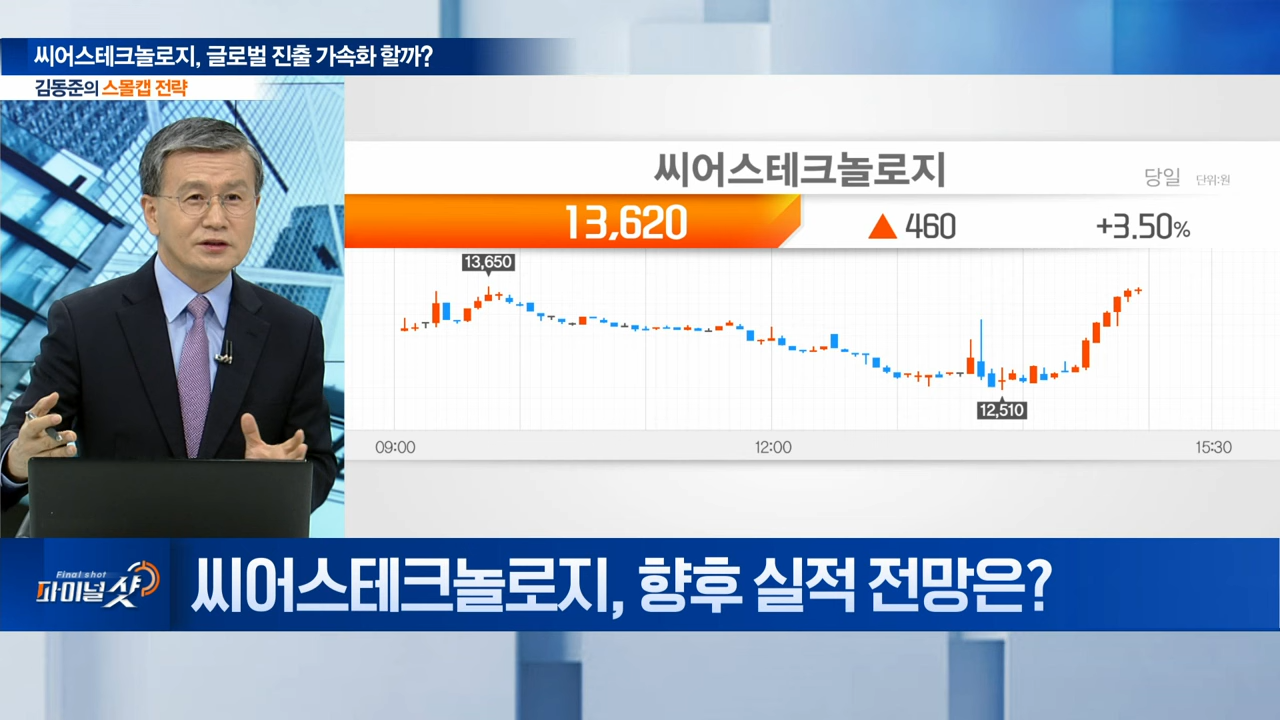 씨어스테크놀로지, 글로벌 진출 가속화 할까?
김동준의 스몰캡 전략
씨어스테크놀로지
당일 단위:원
13,620 ▲ 460 +3.50%
13,650
12,510
09:00 12:00 15:30
Final shot
파이널샷
씨어스테크놀로지, 향후 실적 전망은?